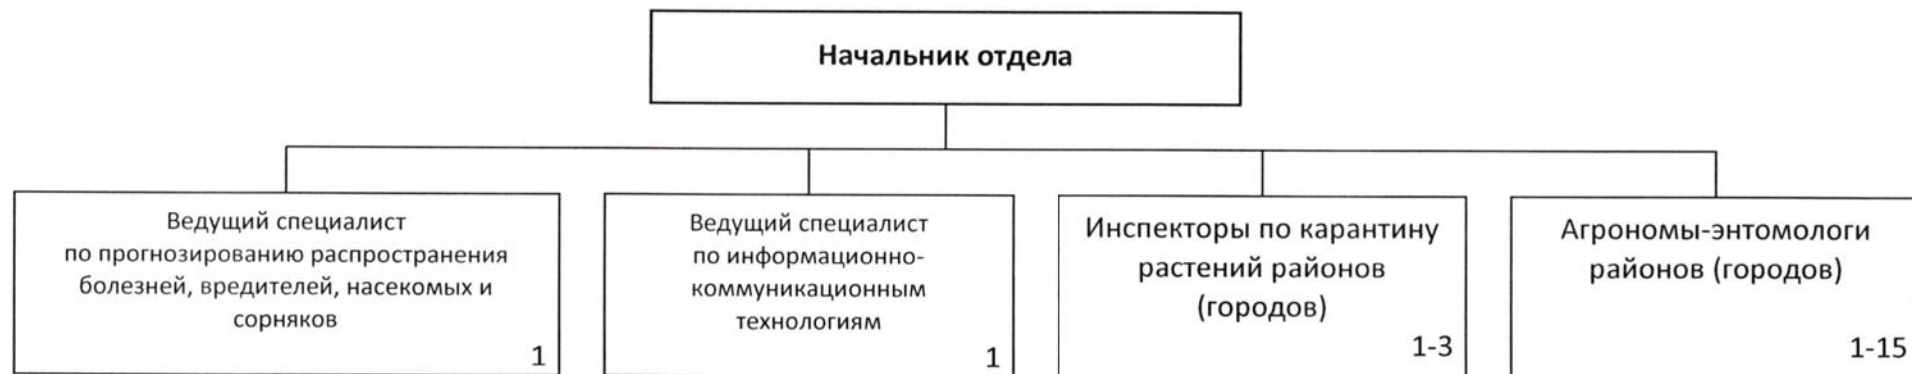 Начальник отдела
Ведущий специалист
по прогнозированию распространения
болезней, вредителей, насекомых и
сорняков
1
Ведущий специалист
по информационно-
коммуникационным
технологиям
1
Инспекторы по карантину
растений районов
(городов)
1-3
Агрономы-энтомологи
районов (городов)
1-15